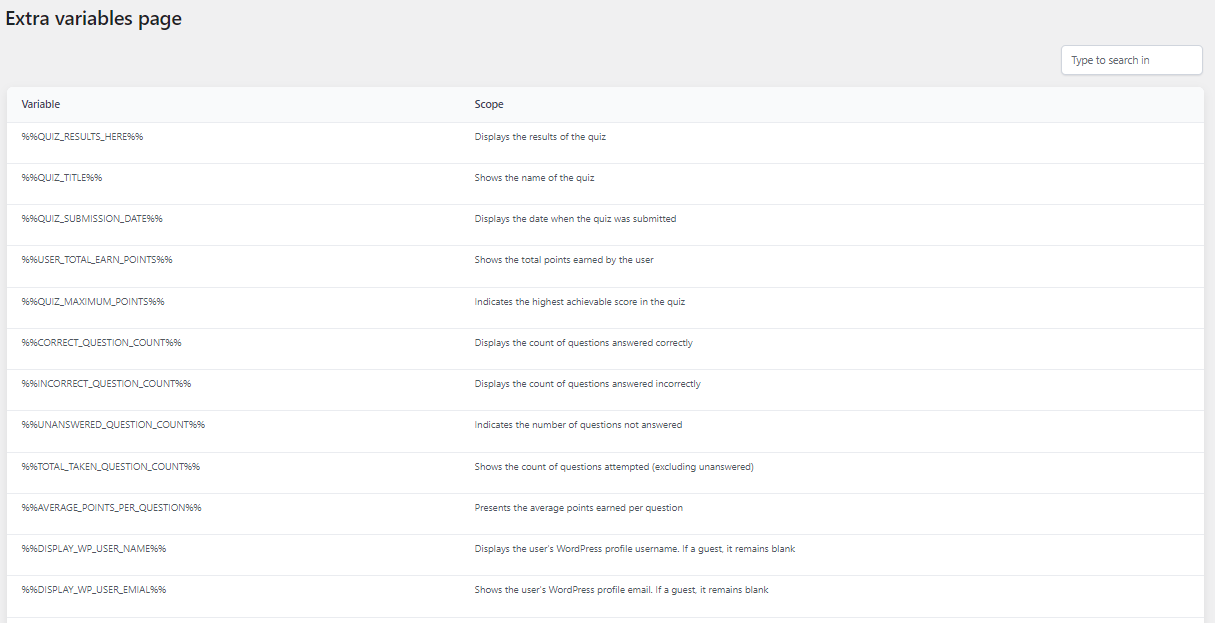 Extra variables page
Type to search in
Variable Scope
%%QUIZ_RESULTS_HERE%% Displays the results of the quiz
%%QUIZ_TITLE%% Shows the name of the quiz
%%QUIZ_SUBMISSION_DATE%% Displays the date when the quiz was submitted
%%USER_TOTAL_EARN_POINTS%% Shows the total points earned by the user
%%QUIZ_MAXIMUM_POINTS%% Indicates the highest achievable score in the quiz
%%CORRECT_QUESTION_COUNT%% Displays the count of questions answered correctly
%%INCORRECT_QUESTION_COUNT%% Displays the count of questions answered incorrectly
%%UNANSWERED_QUESTION_COUNT%% Indicates the number of questions not answered
%%TOTAL_TAKEN_QUESTION_COUNT%% Shows the count of questions attempted (excluding unanswered)
%%AVERAGE_POINTS_PER_QUESTION%% Presents the average points earned per question
%%DISPLAY_WP_USER_NAME%% Displays the user's WordPress profile username. If a guest, it remains blank
%%DISPLAY_WP_USER_EMIAL%% Shows the user's WordPress profile email. If a guest, it remains blank